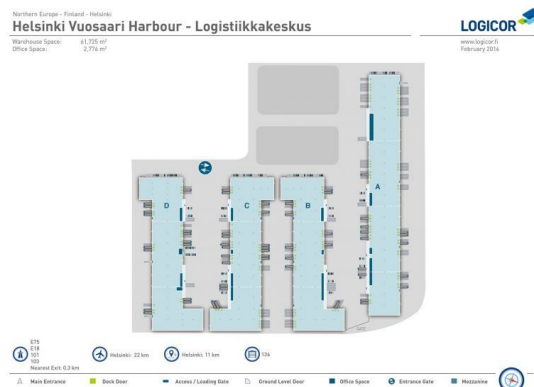 Northern Europe - Finland - Helsinki
Helsinki Vuosaari Harbour - Logistiikkakeskus
LOGICOR
Warehouse Space: 61,725 m²
Office Space: 2,776 m²
www.logicor.fi
February 2016
A
D
C
B
E75
E18
101
103
Nearest Exit: 0.3 km
Helsinki: 22 km
Helsinki: 11 km
136
Main Entrance
Dock Door
Access / Loading Gate
Ground Level Door
Office Space
Entrance Gate
Mezzanine